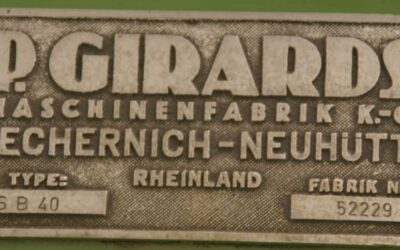 P. GIRARDS
MASCHINENFABRIK K.-G
ECHERNICH-NEUHÜTT
TYPE: RHEINLAND FABRIK N
S B 40 52229